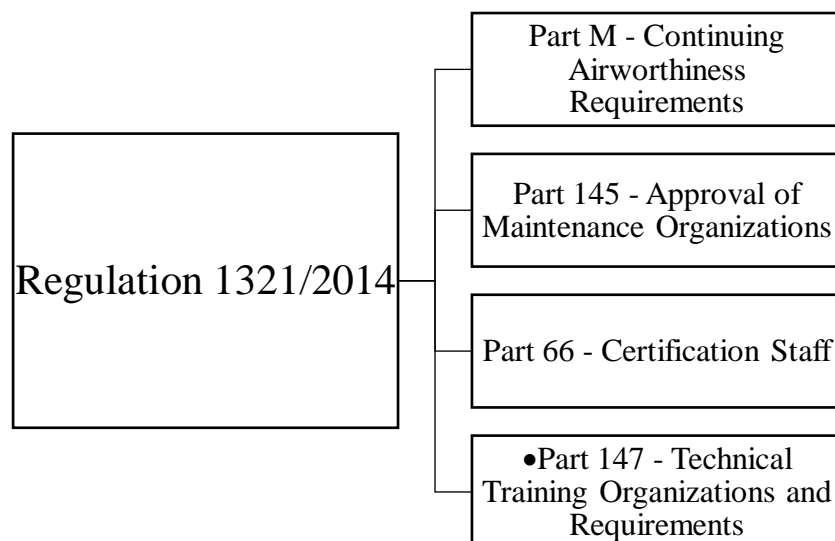 Part M - Continuing
Airworthiness
Requirements
Part 145 - Approval of
Maintenance Organizations
Regulation 1321/2014
Part 66 - Certification Staff
•Part 147 - Technical
Training Organizations and
Requirements